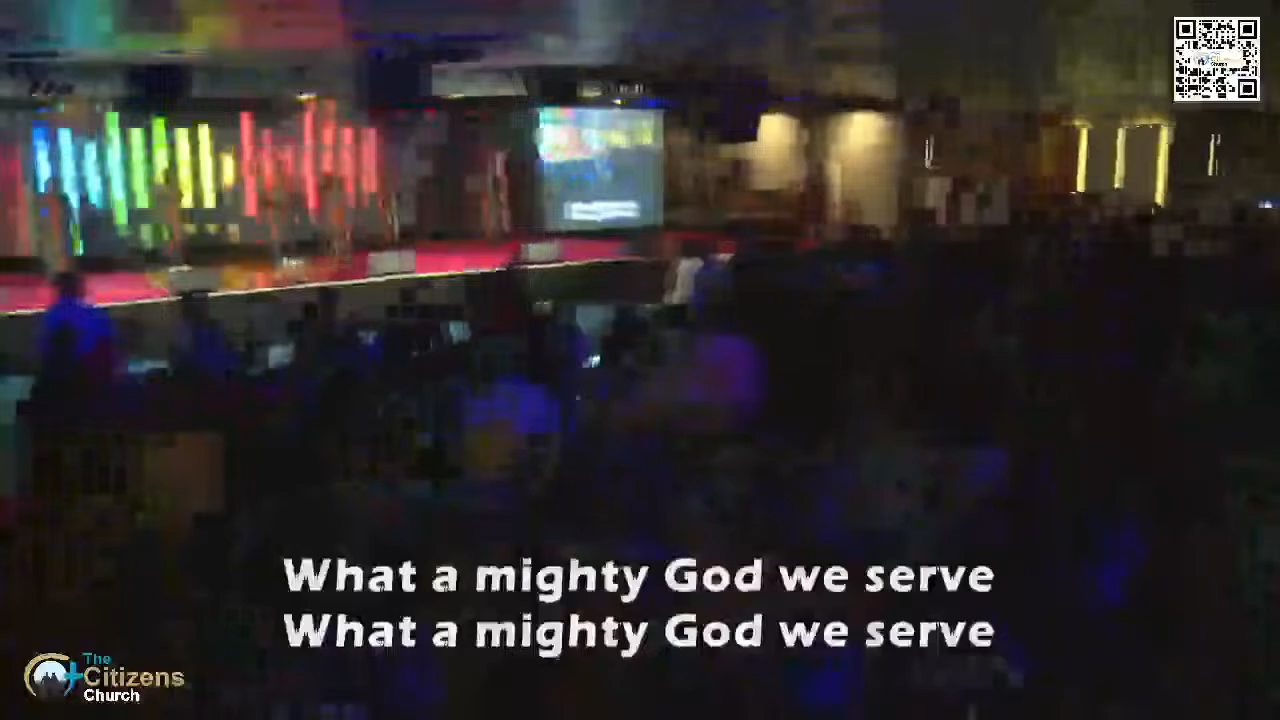 What a mighty God we serve
What a mighty God we serve
The
Citizens
Church